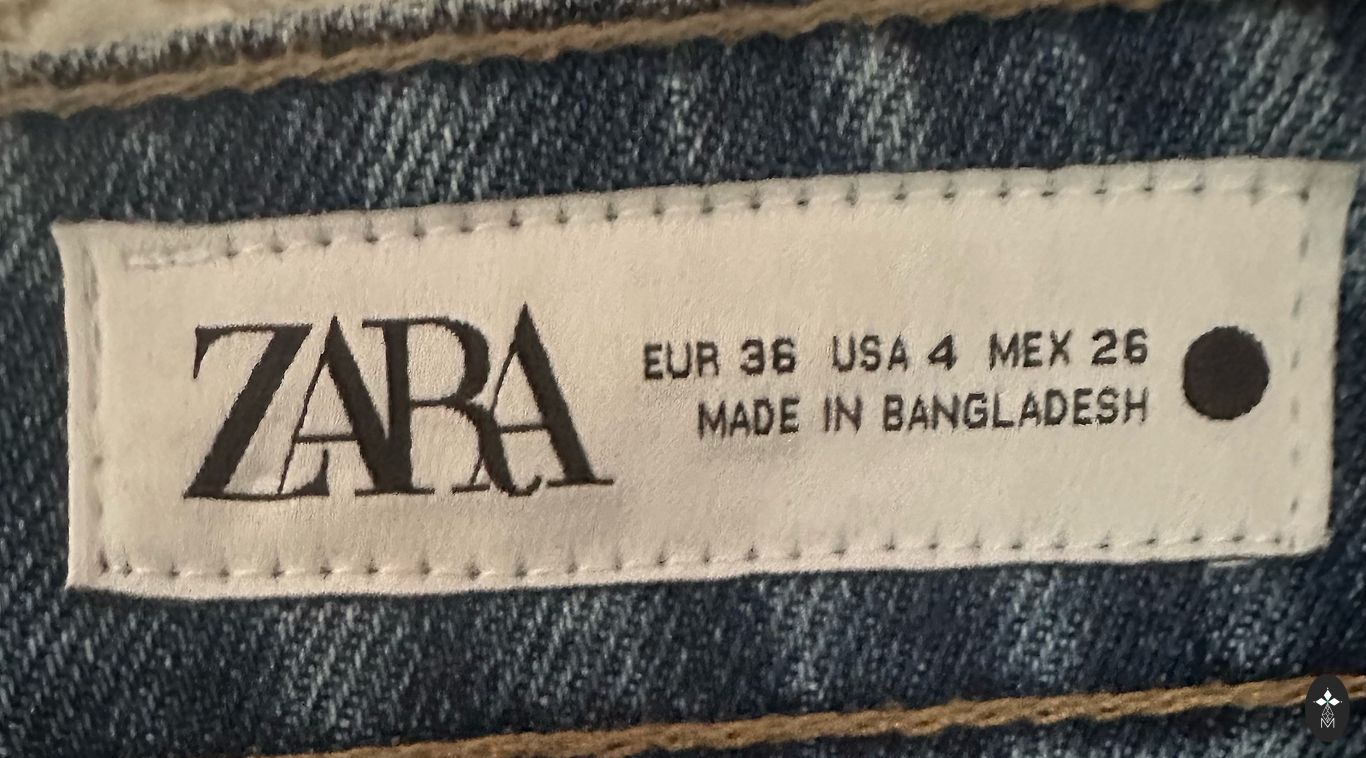 ZARA
EUR 36 USA 4 MEX 26
MADE IN BANGLADESH
M